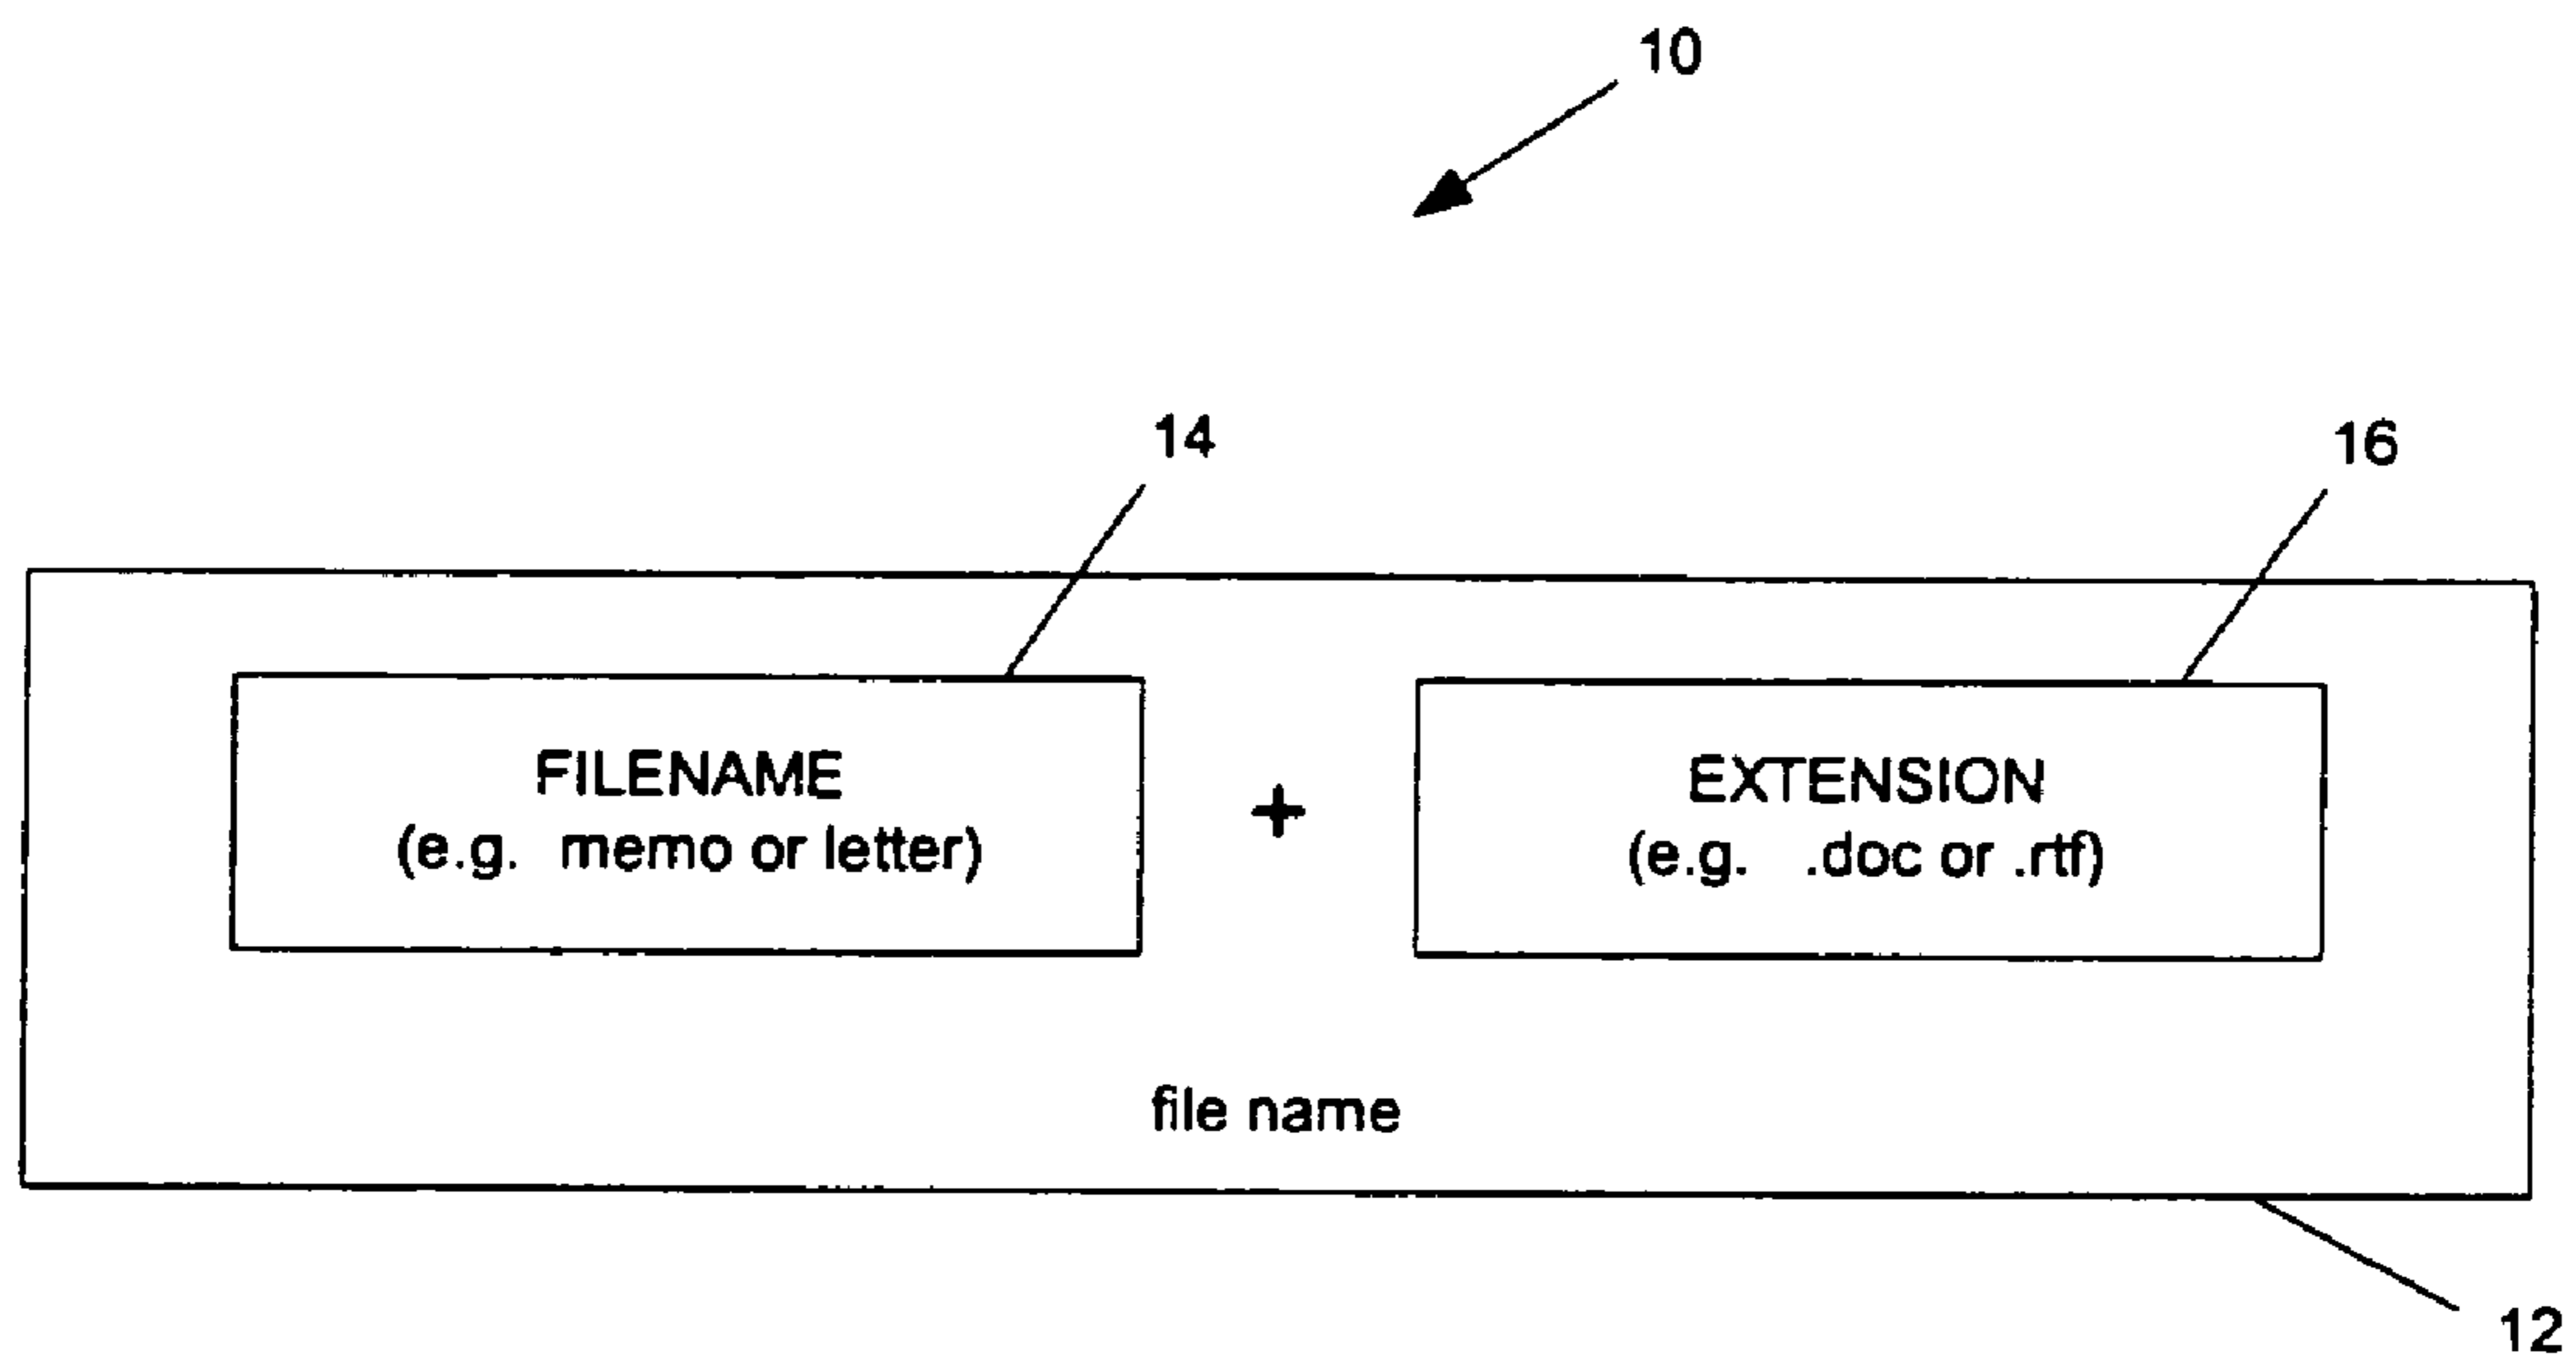 10
14
16
FILENAME
(e.g. memo or letter)
+
EXTENSION
(e.g. .doc or .rtf)
file name
12